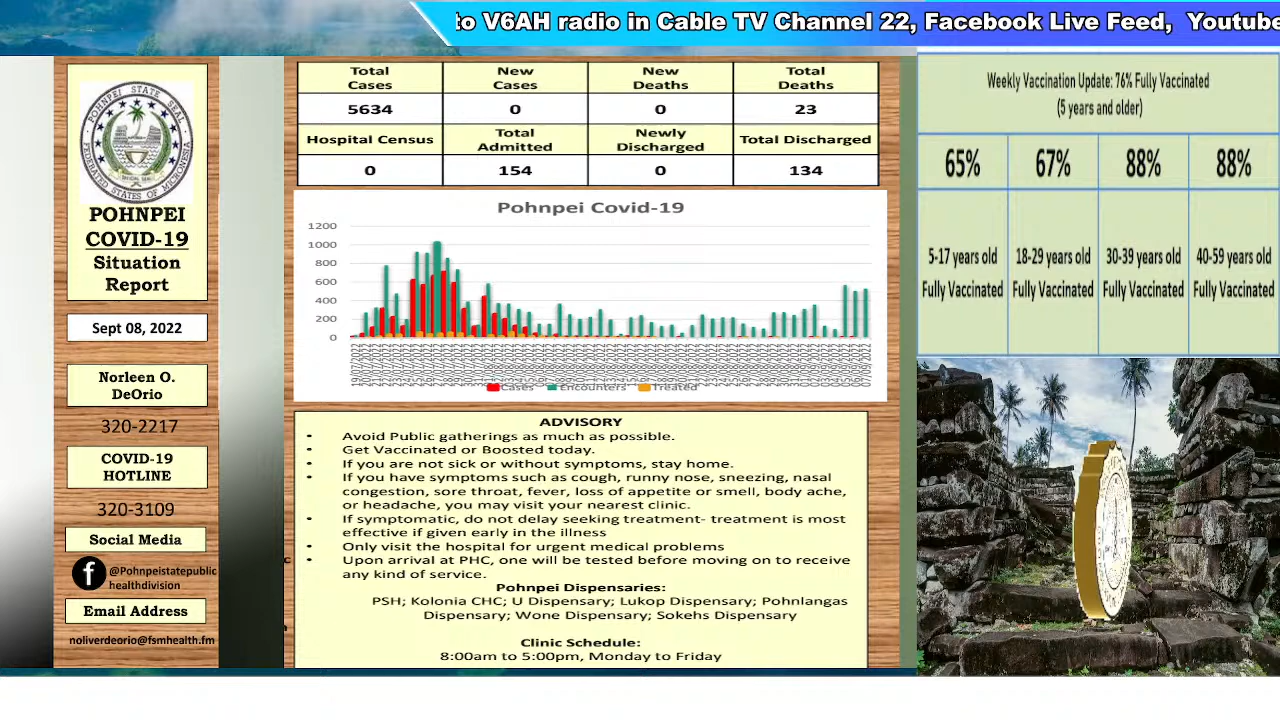 to V6AH radio in Cable TV Channel 22, Facebook Live Feed, Youtube
POHNPEI STATE SEAL
FEDERATED STATES OF MICRONESIA
POHNPEI
COVID-19
Situation
Report
Sept 08, 2022
Norleen O.
DeOrio
320-2217
COVID-19
HOTLINE
320-3109
Social Media
@Pohnpeistatepublic
healthdivision
Email Address
noliverdeorio@fsmhealth.fm
Total Cases New Cases New Deaths Total Deaths
5634 0 0 23
Hospital Census Total Admitted Newly Discharged Total Discharged
0 154 0 134
Pohnpei Covid-19
1200
1000
800
600
400
200
0
Cases Encounters Treated
ADVISORY
• Avoid Public gatherings as much as possible.
• Get Vaccinated or Boosted today.
• If you are not sick or without symptoms, stay home.
• If you have symptoms such as cough, runny nose, sneezing, nasal
congestion, sore throat, fever, loss of appetite or smell, body ache,
or headache, you may visit your nearest clinic.
• If symptomatic, do not delay seeking treatment- treatment is most
effective if given early in the illness
• Only visit the hospital for urgent medical problems
• Upon arrival at PHC, one will be tested before moving on to receive
any kind of service.
Pohnpei Dispensaries:
PSH; Kolonia CHC; U Dispensary; Lukop Dispensary; Pohnlangas
Dispensary; Wone Dispensary; Sokehs Dispensary
Clinic Schedule:
8:00am to 5:00pm, Monday to Friday
Weekly Vaccination Update: 76% Fully Vaccinated
(5 years and older)
65% 67% 88% 88%
5-17 years old 18-29 years old 30-39 years old 40-59 years old
Fully Vaccinated Fully Vaccinated Fully Vaccinated Fully Vaccinated